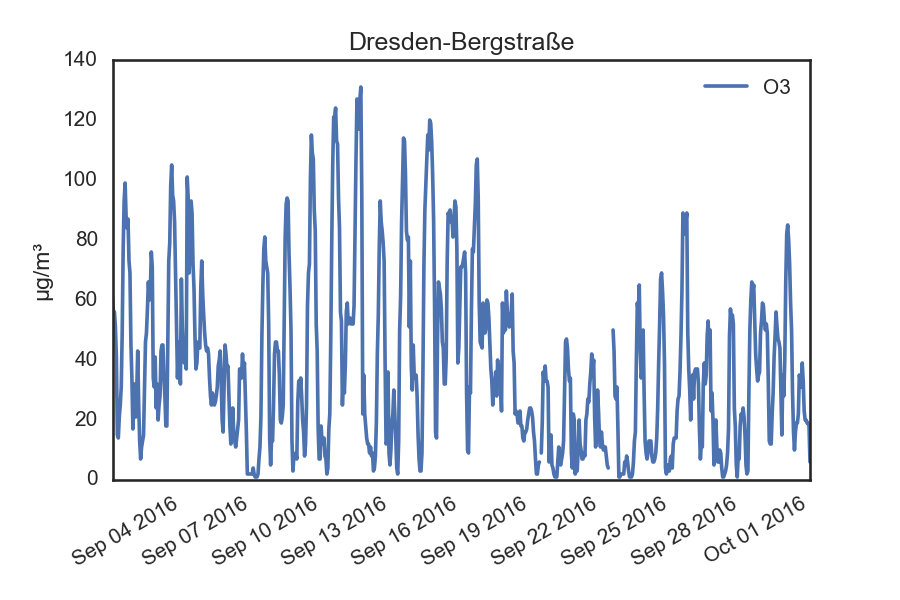 Dresden-Bergstraße
O3
µg/m³
140
120
100
80
60
40
20
0
Sep 04 2016
Sep 07 2016
Sep 10 2016
Sep 13 2016
Sep 16 2016
Sep 19 2016
Sep 22 2016
Sep 25 2016
Sep 28 2016
Oct 01 2016